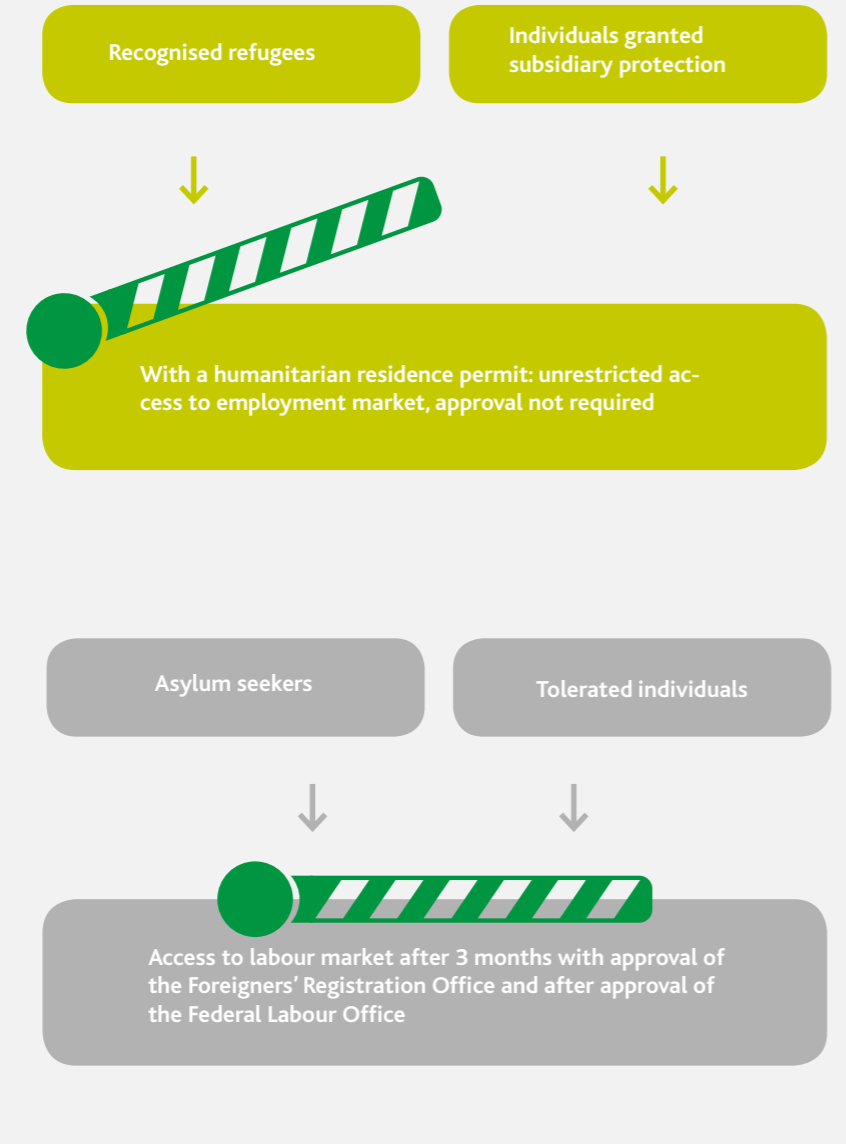 Recognised refugees
Individuals granted
subsidiary protection
With a humanitarian residence permit: unrestricted ac-
cess to employment market, approval not required
Asylum seekers
Tolerated individuals
Access to labour market after 3 months with approval of
the Foreigners’ Registration Office and after approval of
the Federal Labour Office